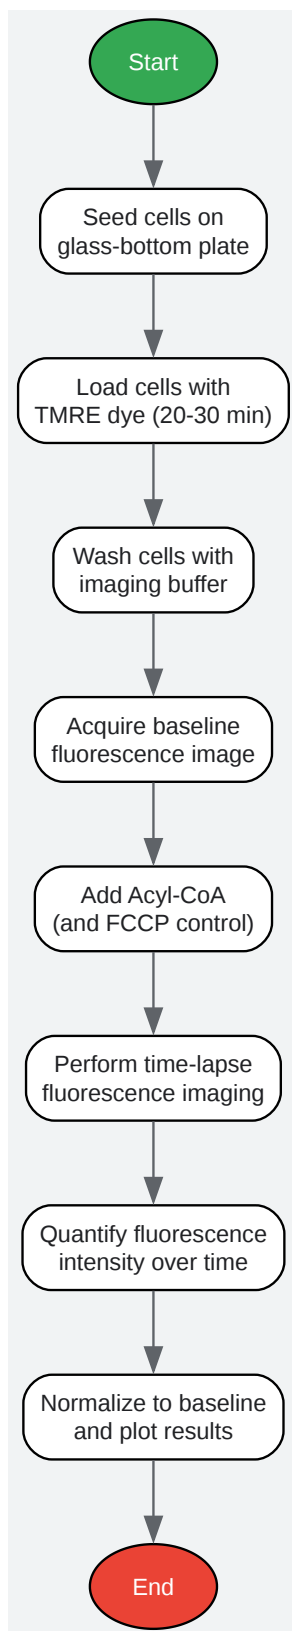 Start
Seed cells on
glass-bottom plate
Load cells with
TMRE dye (20-30 min)
Wash cells with
imaging buffer
Acquire baseline
fluorescence image
Add Acyl-CoA
(and FCCP control)
Perform time-lapse
fluorescence imaging
Quantify fluorescence
intensity over time
Normalize to baseline
and plot results
End